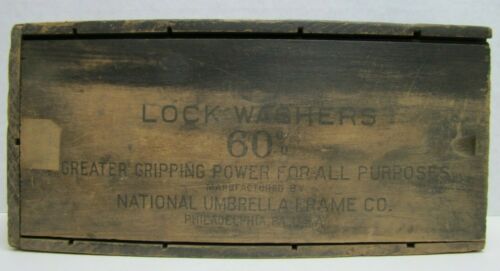 LOCK WASHERS
60%
GREATER GRIPPING POWER FOR ALL PURPOSES
MANUFACTURED BY
NATIONAL UMBRELLA FRAME CO.
PHILADELPHIA, PA., U.S.A.